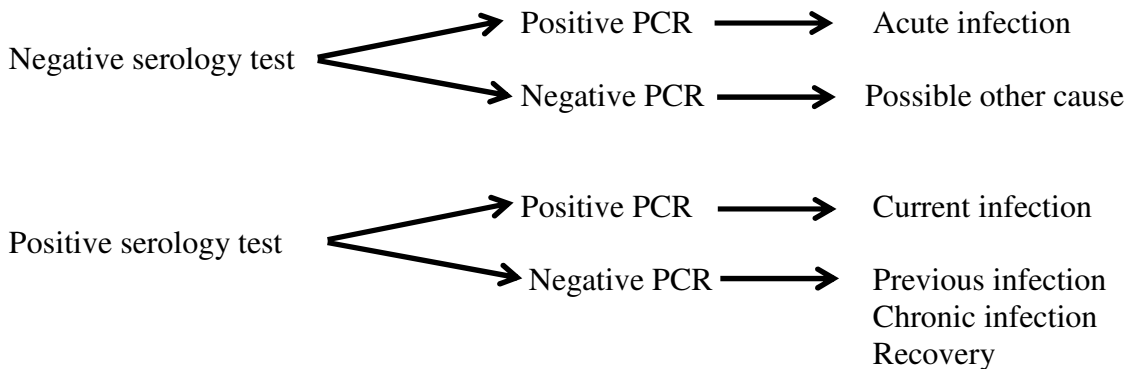 Positive PCR Acute infection
Negative serology test
Negative PCR Possible other cause
Positive PCR Current infection
Positive serology test
Negative PCR Previous infection
Chronic infection
Recovery